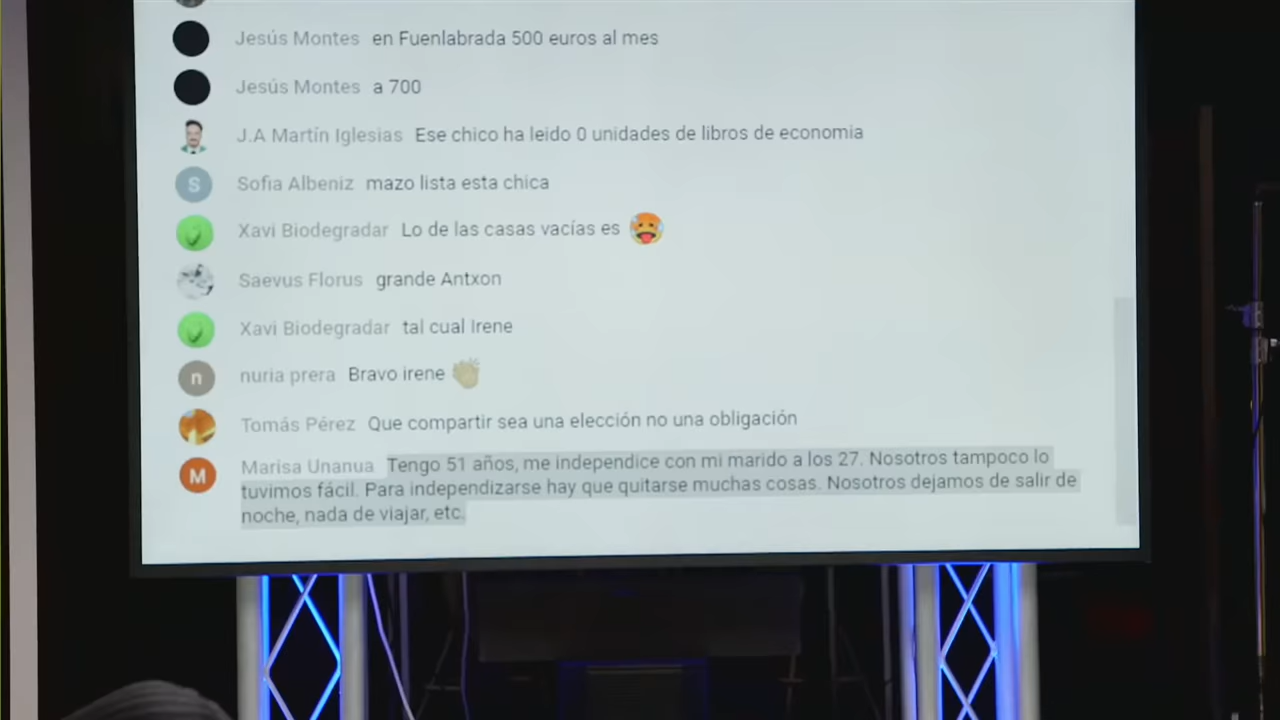 Jesús Montes en Fuenlabrada 500 euros al mes
Jesús Montes a 700
J.A Martín Iglesias Ese chico ha leido 0 unidades de libros de economia
S Sofia Albeniz mazo lista esta chica
Xavi Biodegradar Lo de las casas vacías es
Saevus Florus grande Antxon
Xavi Biodegradar tal cual Irene
n nuria prera Bravo irene
Tomás Pérez Que compartir sea una elección no una obligación
M Marisa Unanua Tengo 51 años, me independice con mi marido a los 27. Nosotros tampoco lo
tuvimos fácil. Para independizarse hay que quitarse muchas cosas. Nosotros dejamos de salir de
noche, nada de viajar, etc.